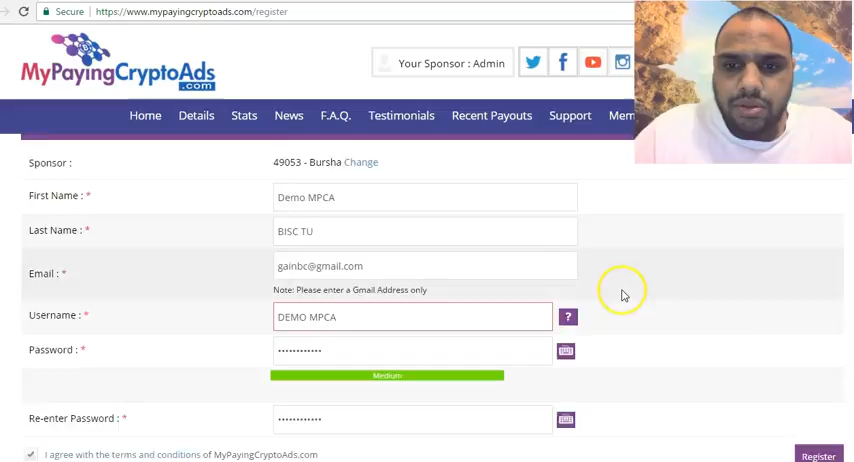 Secure
https://www.mypayingcryptoads.com/register
MyPayingCryptoAds
.com
Your Sponsor : Admin
Home Details Stats News F.A.Q. Testimonials Recent Payouts Support Mem
Sponsor : 49053 - Bursha Change
First Name : * Demo MPCA
Last Name : * BISC TU
Email : * gainbc@gmail.com
Note: Please enter a Gmail Address only
Username : * DEMO MPCA ?
Password : * ••••••••••••
Medium
Re-enter Password : * ••••••••••••
I agree with the terms and conditions of MyPayingCryptoAds.com
Register